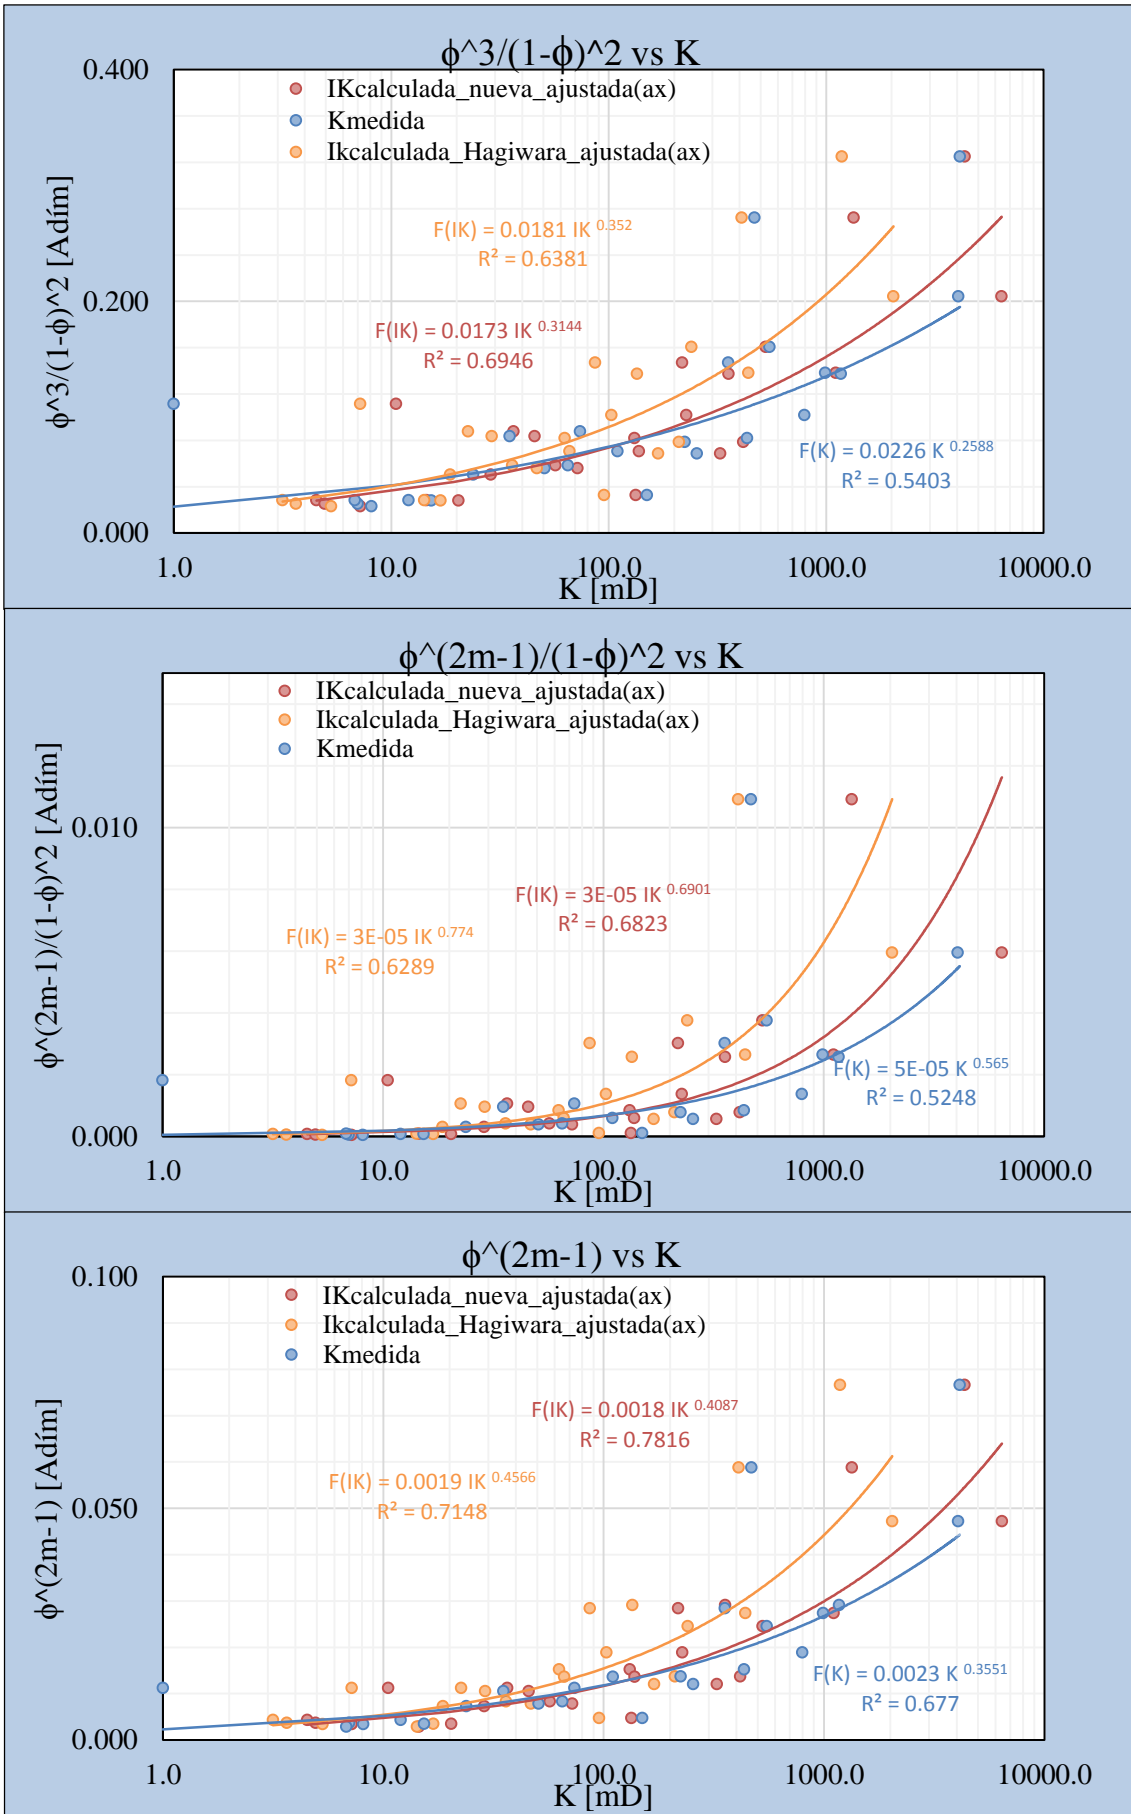 ϕ^3/(1-ϕ)^2 vs K
0.400
IKcalculada_nueva_ajustada(ax)
Kmedida
Ikcalculada_Hagiwara_ajustada(ax)
F(IK) = 0.0181 IK 0.352
R² = 0.6381
ϕ^3/(1-ϕ)^2 [Adím]
0.200
F(IK) = 0.0173 IK 0.3144
R² = 0.6946
F(K) = 0.0226 K 0.2588
R² = 0.5403
0.000
1.0 10.0 100.0 1000.0 10000.0
K [mD]
ϕ^(2m-1)/(1-ϕ)^2 vs K
IKcalculada_nueva_ajustada(ax)
Ikcalculada_Hagiwara_ajustada(ax)
Kmedida
ϕ^(2m-1)/(1-ϕ)^2 [Adím]
0.010
F(IK) = 3E-05 IK 0.6901
R² = 0.6823
F(IK) = 3E-05 IK 0.774
R² = 0.6289
F(K) = 5E-05 K 0.565
R² = 0.5248
0.000
1.0 10.0 100.0 1000.0 10000.0
K [mD]
ϕ^(2m-1) vs K
0.100
IKcalculada_nueva_ajustada(ax)
Ikcalculada_Hagiwara_ajustada(ax)
Kmedida
F(IK) = 0.0018 IK 0.4087
R² = 0.7816
ϕ^(2m-1) [Adím]
F(IK) = 0.0019 IK 0.4566
R² = 0.7148
0.050
F(K) = 0.0023 K 0.3551
R² = 0.677
0.000
1.0 10.0 100.0 1000.0 10000.0
K [mD]